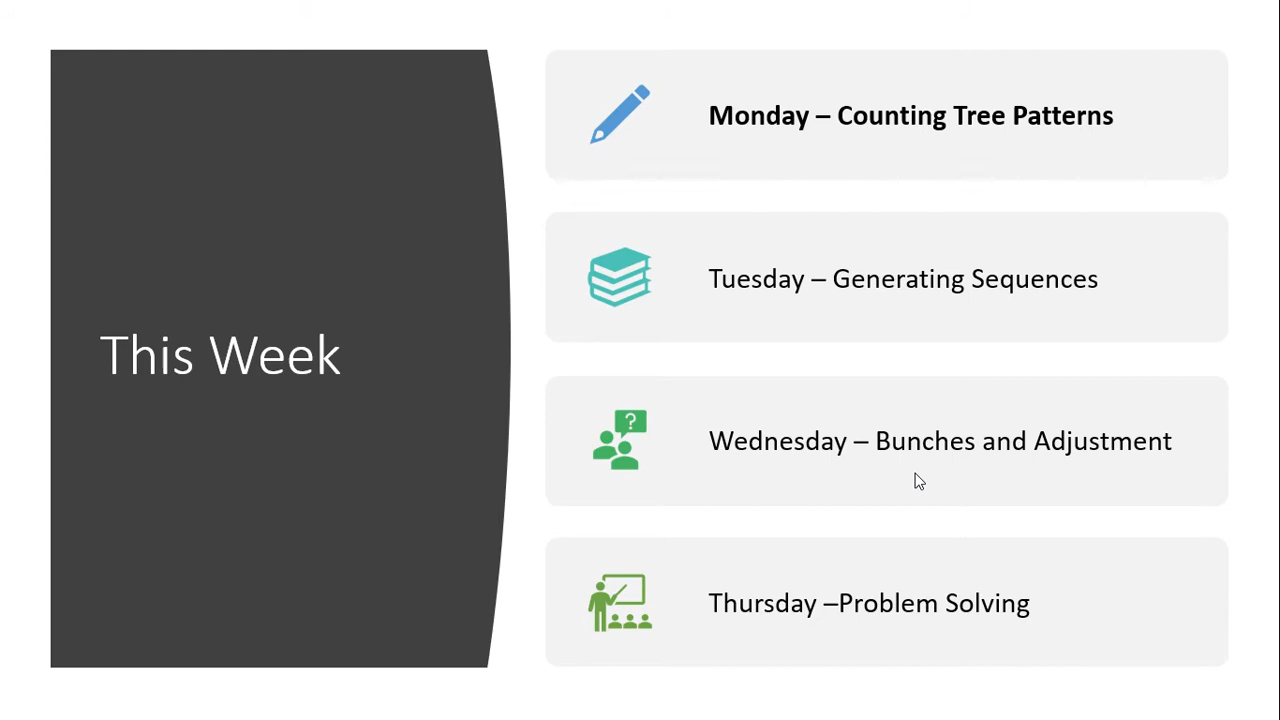 This Week
Monday – Counting Tree Patterns
Tuesday – Generating Sequences
?
Wednesday – Bunches and Adjustment
Thursday –Problem Solving